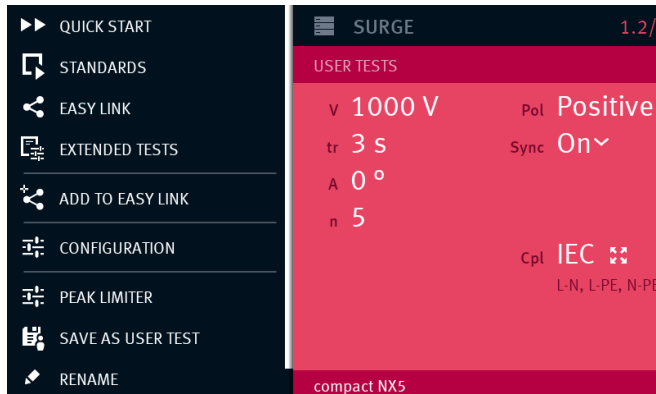 QUICK START
STANDARDS
EASY LINK
EXTENDED TESTS
ADD TO EASY LINK
CONFIGURATION
PEAK LIMITER
SAVE AS USER TEST
RENAME
SURGE 1.2/
USER TESTS
V 1000 V Pol Positive
tr 3 s Sync On
A 0 °
n 5
Cpl IEC
L-N, L-PE, N-PE
compact NX5